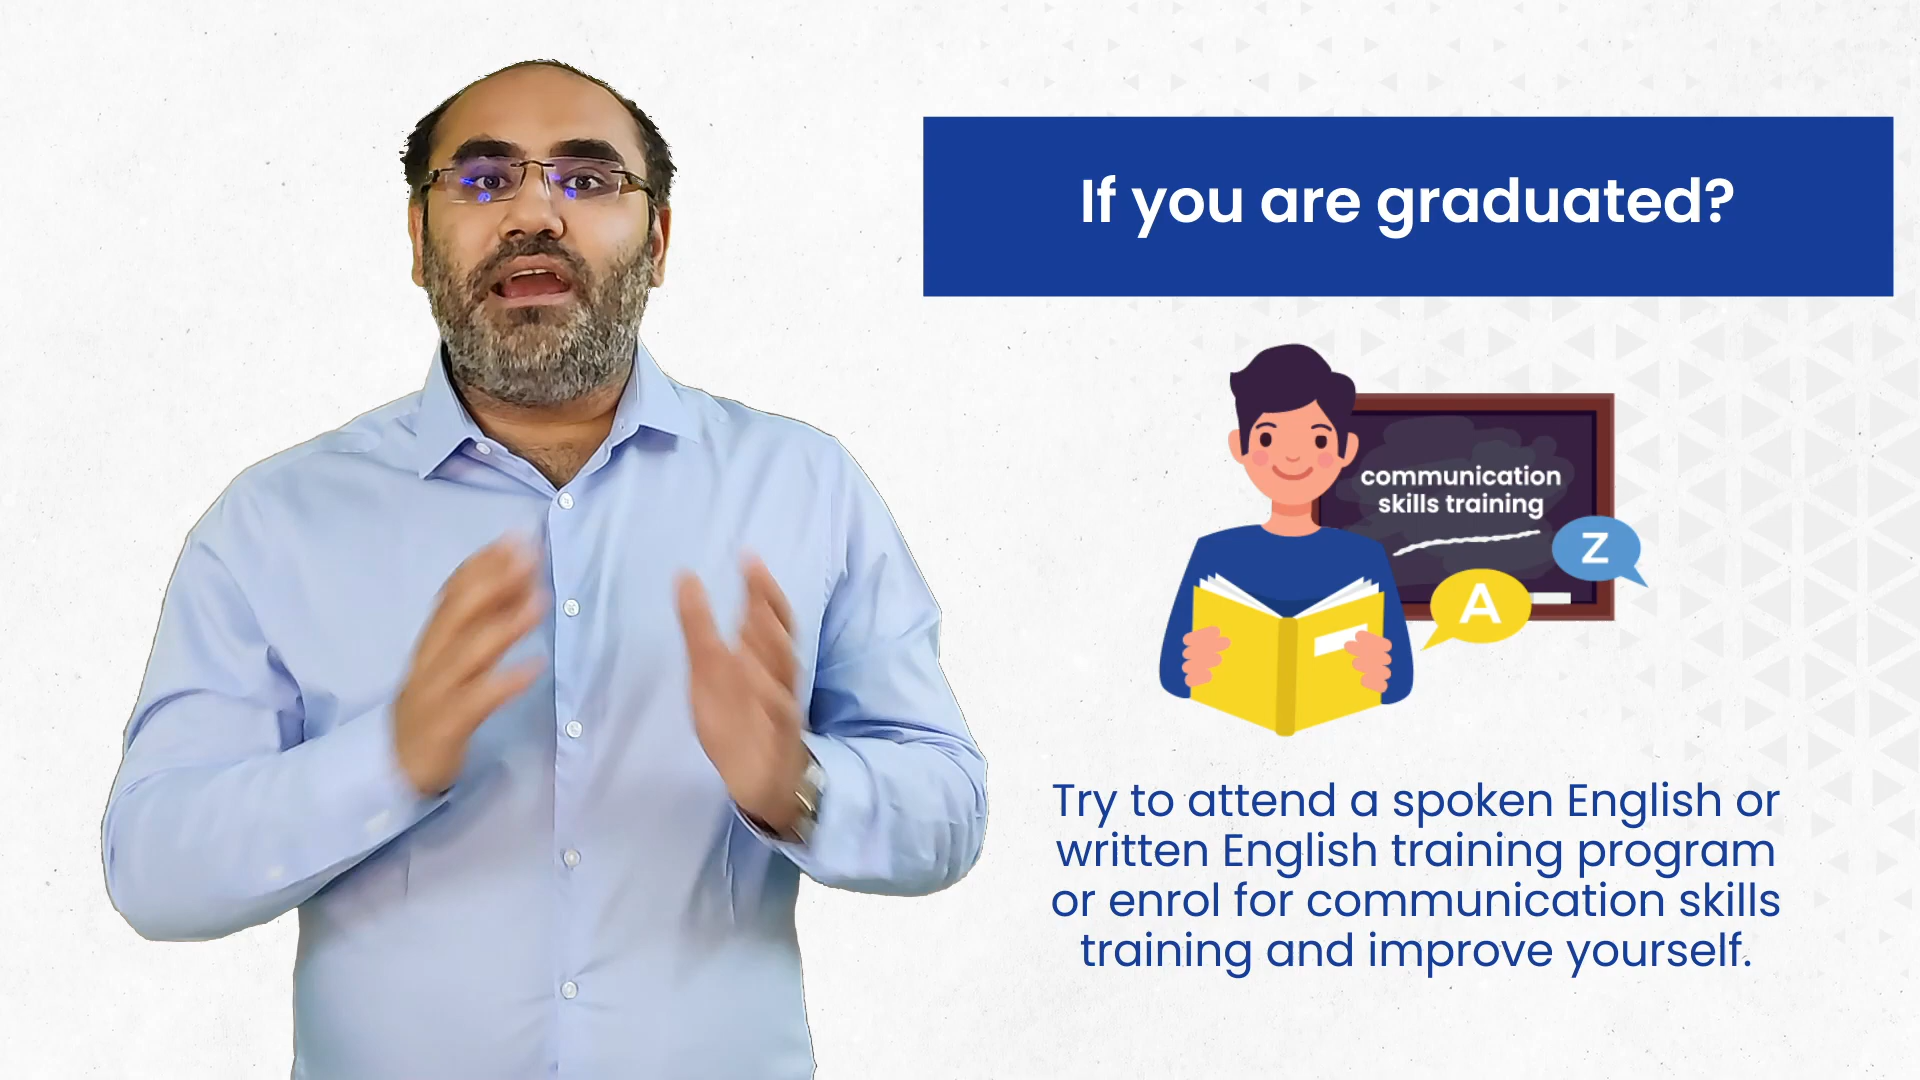 If you are graduated?
communication
skills training
Z
A
Try to attend a spoken English or
written English training program
or enrol for communication skills
training and improve yourself.